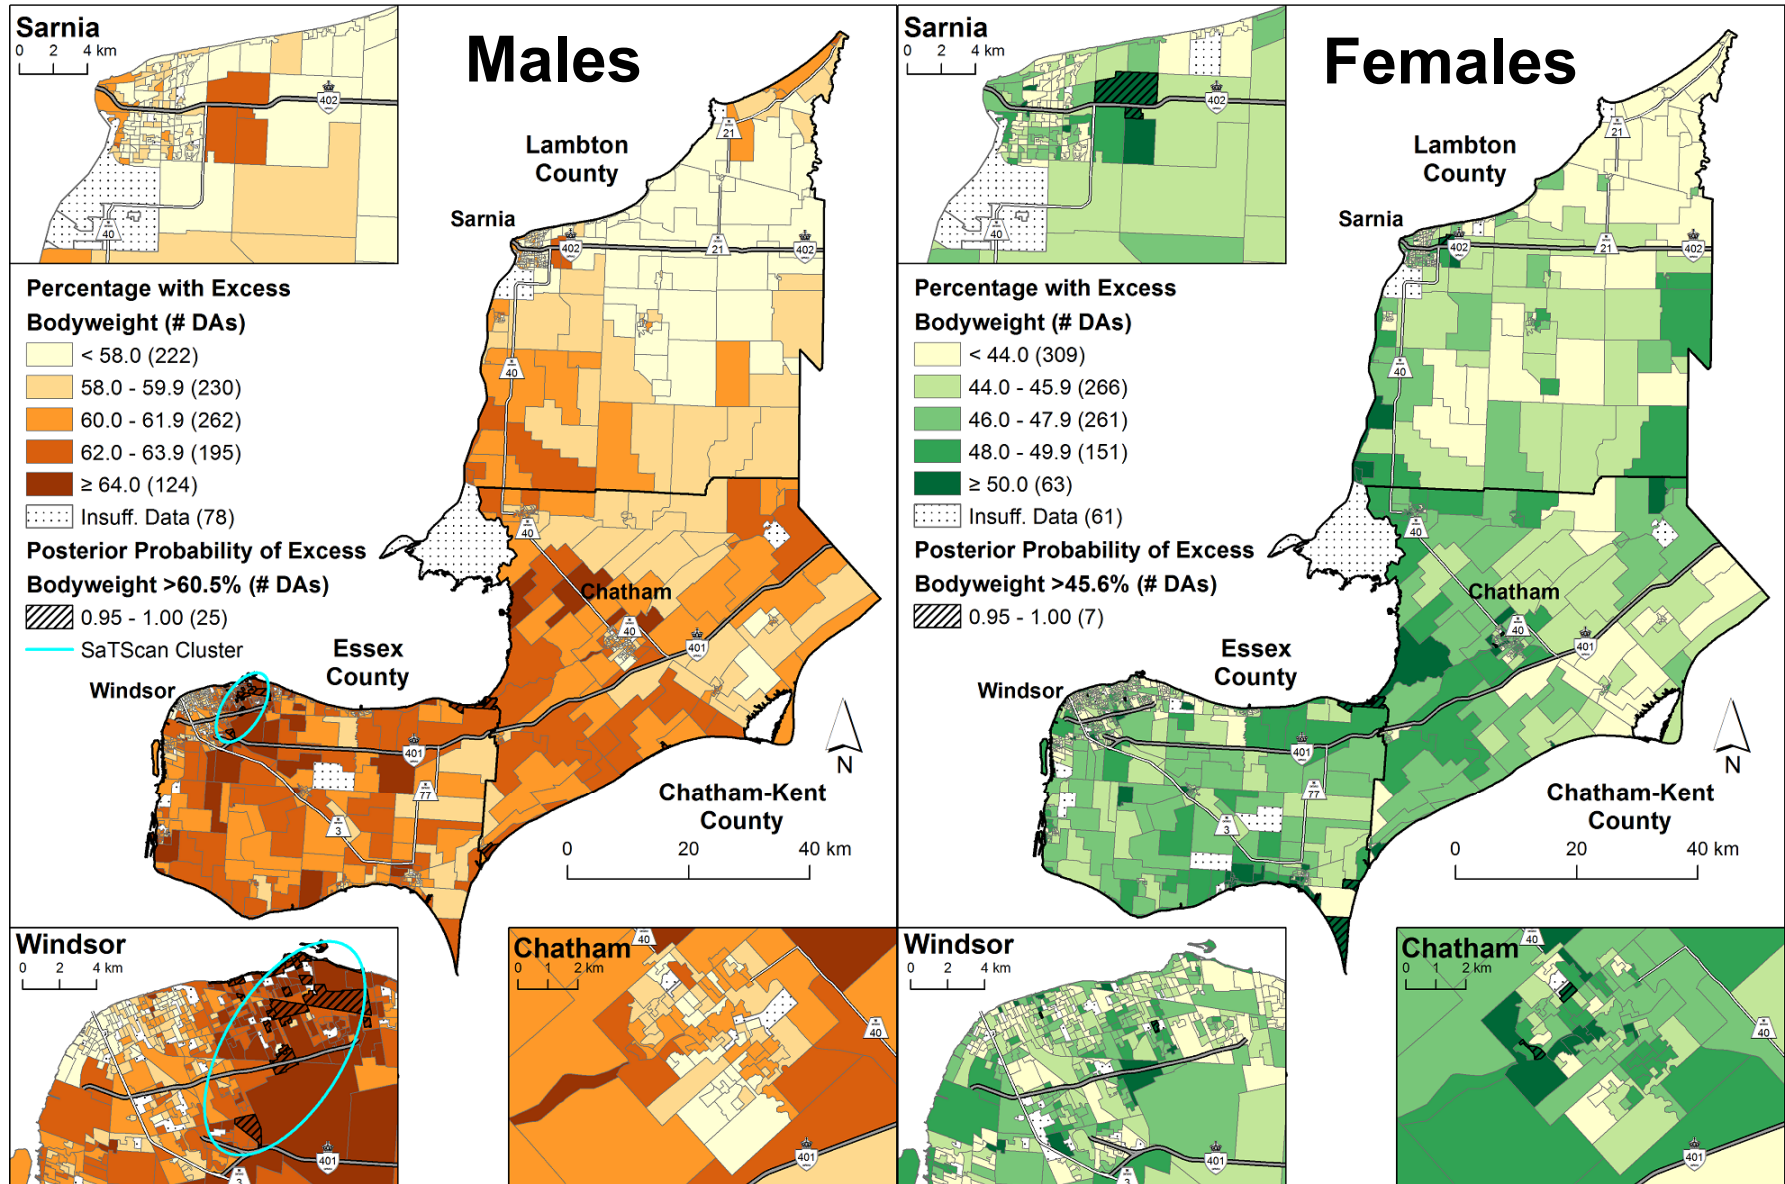 Sarnia
0 2 4 km
Males
402
21
Lambton
County
Sarnia
402
21
402
40
Percentage with Excess
Bodyweight (# DAs)
< 58.0 (222)
58.0 - 59.9 (230)
60.0 - 61.9 (262)
62.0 - 63.9 (195)
≥ 64.0 (124)
Insuff. Data (78)
Posterior Probability of Excess
Bodyweight >60.5% (# DAs)
0.95 - 1.00 (25)
SaTScan Cluster
40
40
Chatham
40
401
Essex
County
Windsor
401
77
3
N
Chatham-Kent
County
0 20 40 km
Windsor
0 2 4 km
401
3
Chatham
0 1 2 km
40
40
401
Sarnia
0 2 4 km
Females
402
21
Lambton
County
Sarnia
402
21
402
40
Percentage with Excess
Bodyweight (# DAs)
< 44.0 (309)
44.0 - 45.9 (266)
46.0 - 47.9 (261)
48.0 - 49.9 (151)
≥ 50.0 (63)
Insuff. Data (61)
Posterior Probability of Excess
Bodyweight >45.6% (# DAs)
0.95 - 1.00 (7)
40
40
Chatham
40
401
Essex
County
Windsor
401
77
3
N
Chatham-Kent
County
0 20 40 km
Windsor
0 2 4 km
401
3
Chatham
0 1 2 km
40
40
401